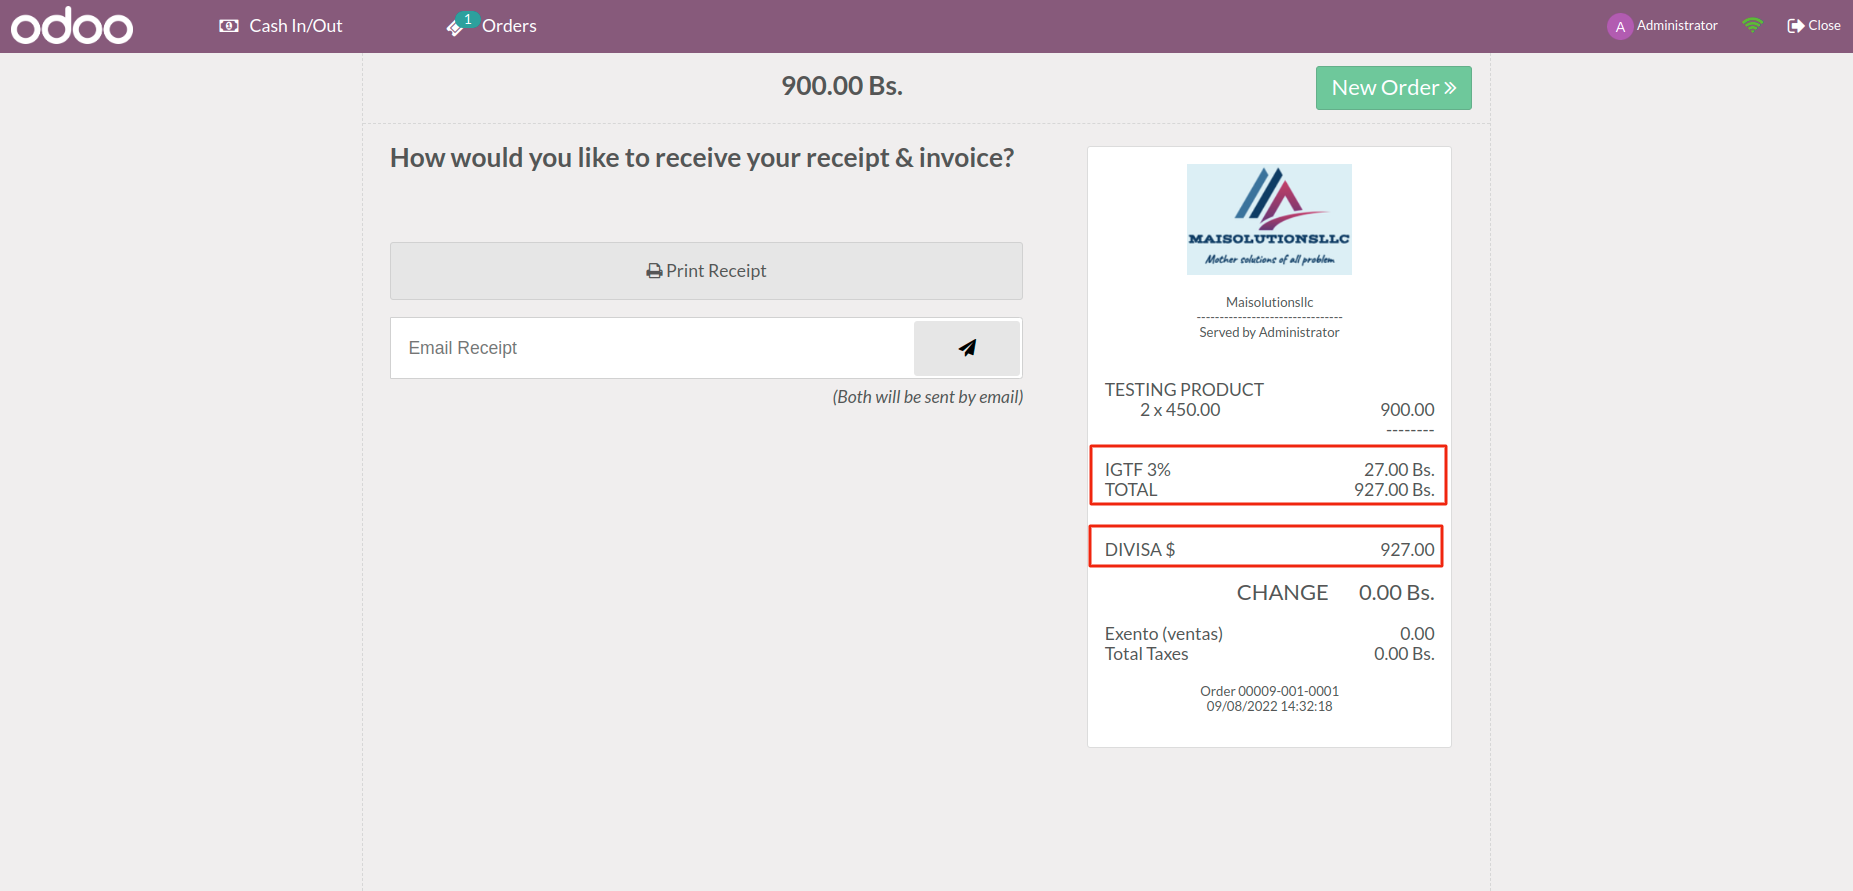 odoo
Cash In/Out
1
Orders
A
Administrator
Close
900.00 Bs.
New Order
How would you like to receive your receipt & invoice?
Print Receipt
Email Receipt
(Both will be sent by email)
MAISOLUTIONSLLC
Mother solutions of all problem
Maisolutionsllc
--------------------------------
Served by Administrator
TESTING PRODUCT
2 x 450.00 900.00
--------
IGTF 3% 27.00 Bs.
TOTAL 927.00 Bs.
DIVISA $ 927.00
CHANGE 0.00 Bs.
Exento (ventas) 0.00
Total Taxes 0.00 Bs.
Order 00009-001-0001
09/08/2022 14:32:18